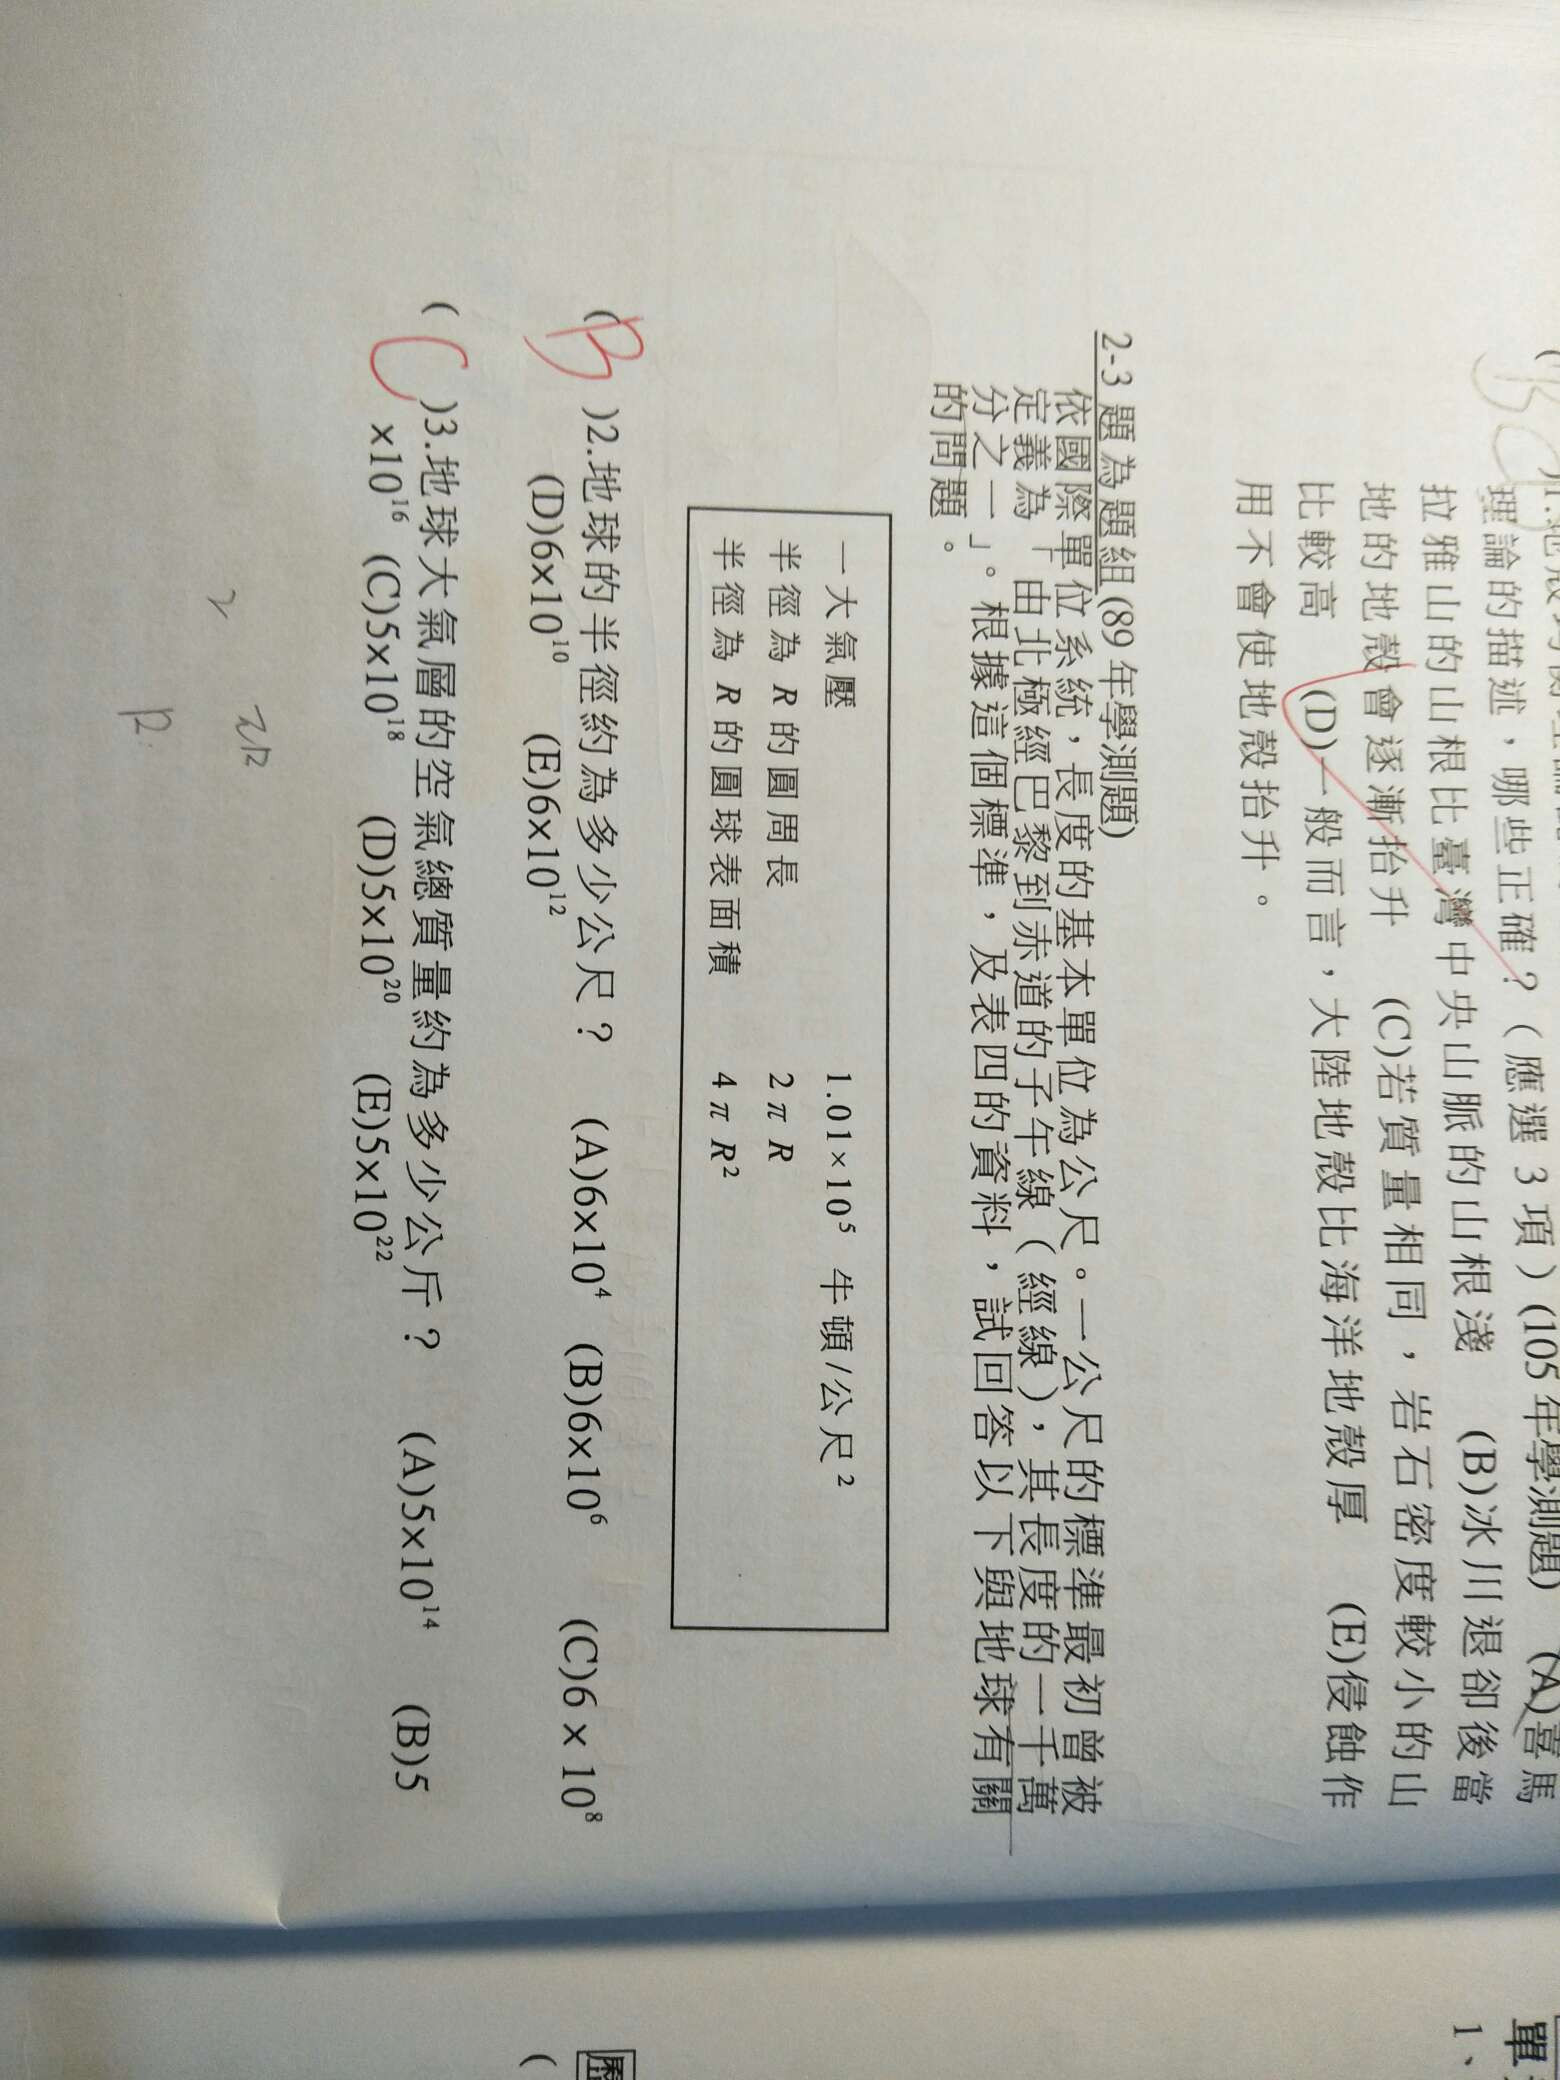 理論的描述，哪些正確？（應選 3 項）(105 年學測題) (A)喜馬
拉雅山的山根比臺灣中央山脈的山根淺 (B)冰川退卻後當
地的地殼會逐漸抬升 (C)若質量相同，岩石密度較小的山
比較高 (D)一般而言，大陸地殼比海洋地殼厚 (E)侵蝕作
用不會使地殼抬升。
2-3 題為題組(89 年學測題)
依國際單位系統，長度的基本單位為公尺。一公尺的標準最初曾被
定義為「由北極經巴黎到赤道的子午線（經線），其長度的一千萬
分之一」。根據這個標準，及表四的資料，試回答以下與地球有關
的問題。
一大氣壓 1.01×10⁵ 牛頓/公尺²
半徑為 R 的圓周長 2πR
半徑為 R 的圓球表面積 4πR²
(B)2.地球的半徑約為多少公尺？ (A)6×10⁴ (B)6×10⁶ (C)6×10⁸
(D)6×10¹⁰ (E)6×10¹²
(C)3.地球大氣層的空氣總質量約為多少公斤？ (A)5×10¹⁴ (B)5
×10¹⁶ (C)5×10¹⁸ (D)5×10²⁰ (E)5×10²²
單
1、
歷
(